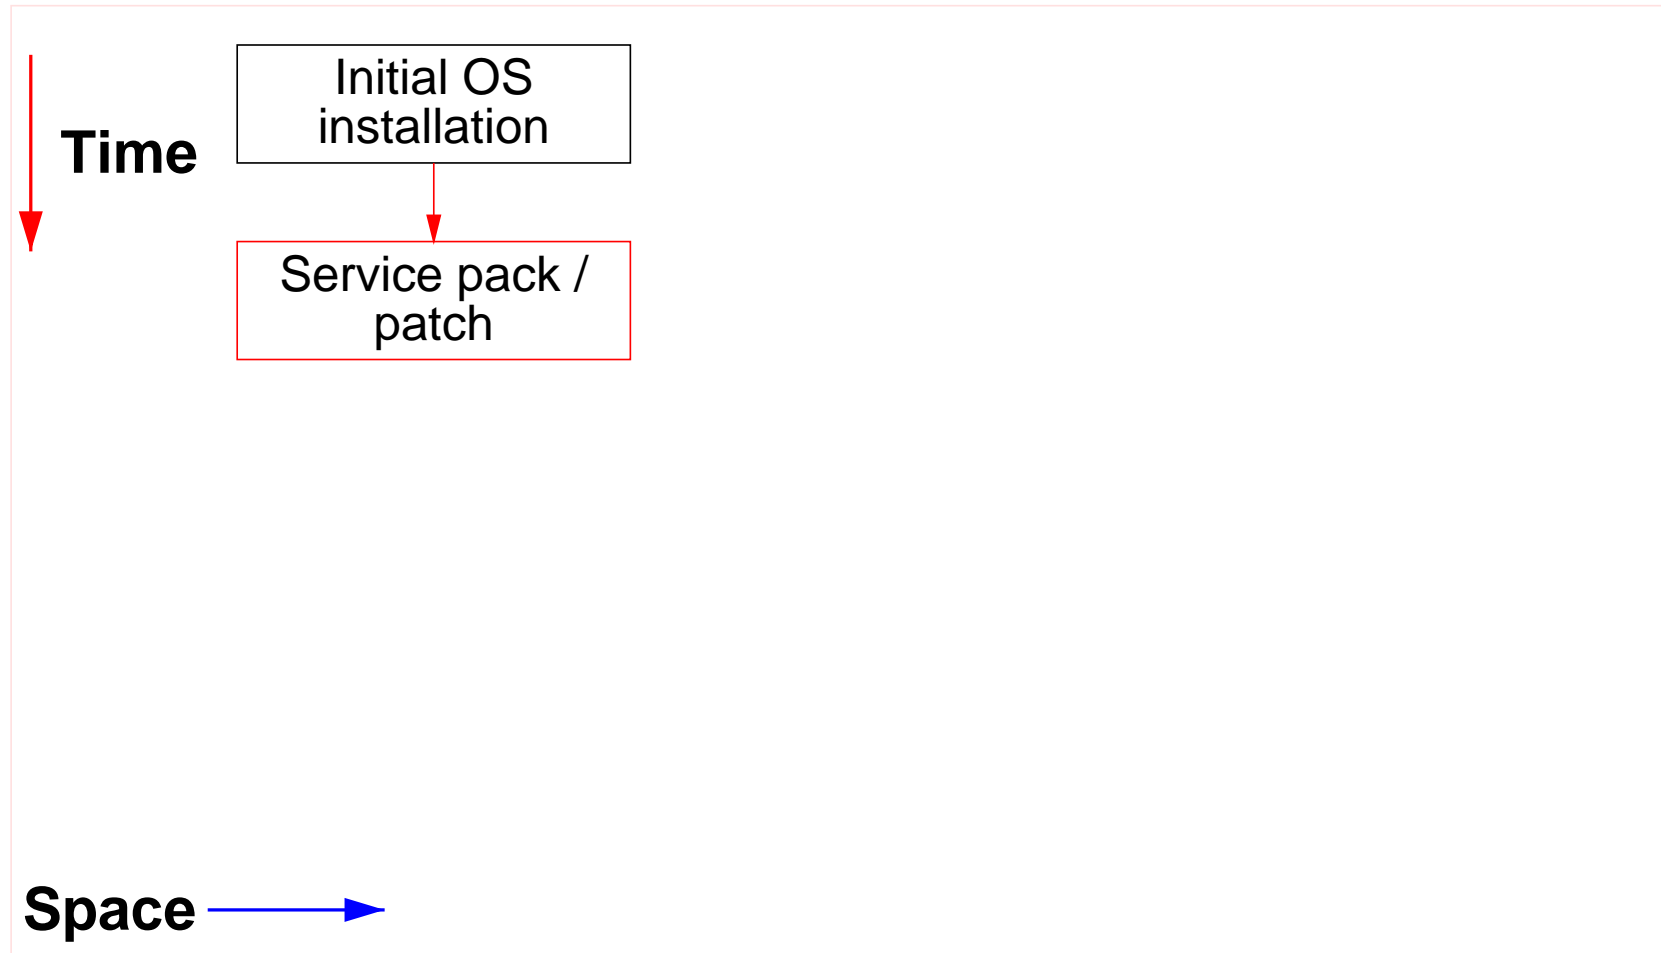 Initial OS
installation
Time
Service pack /
patch
Space